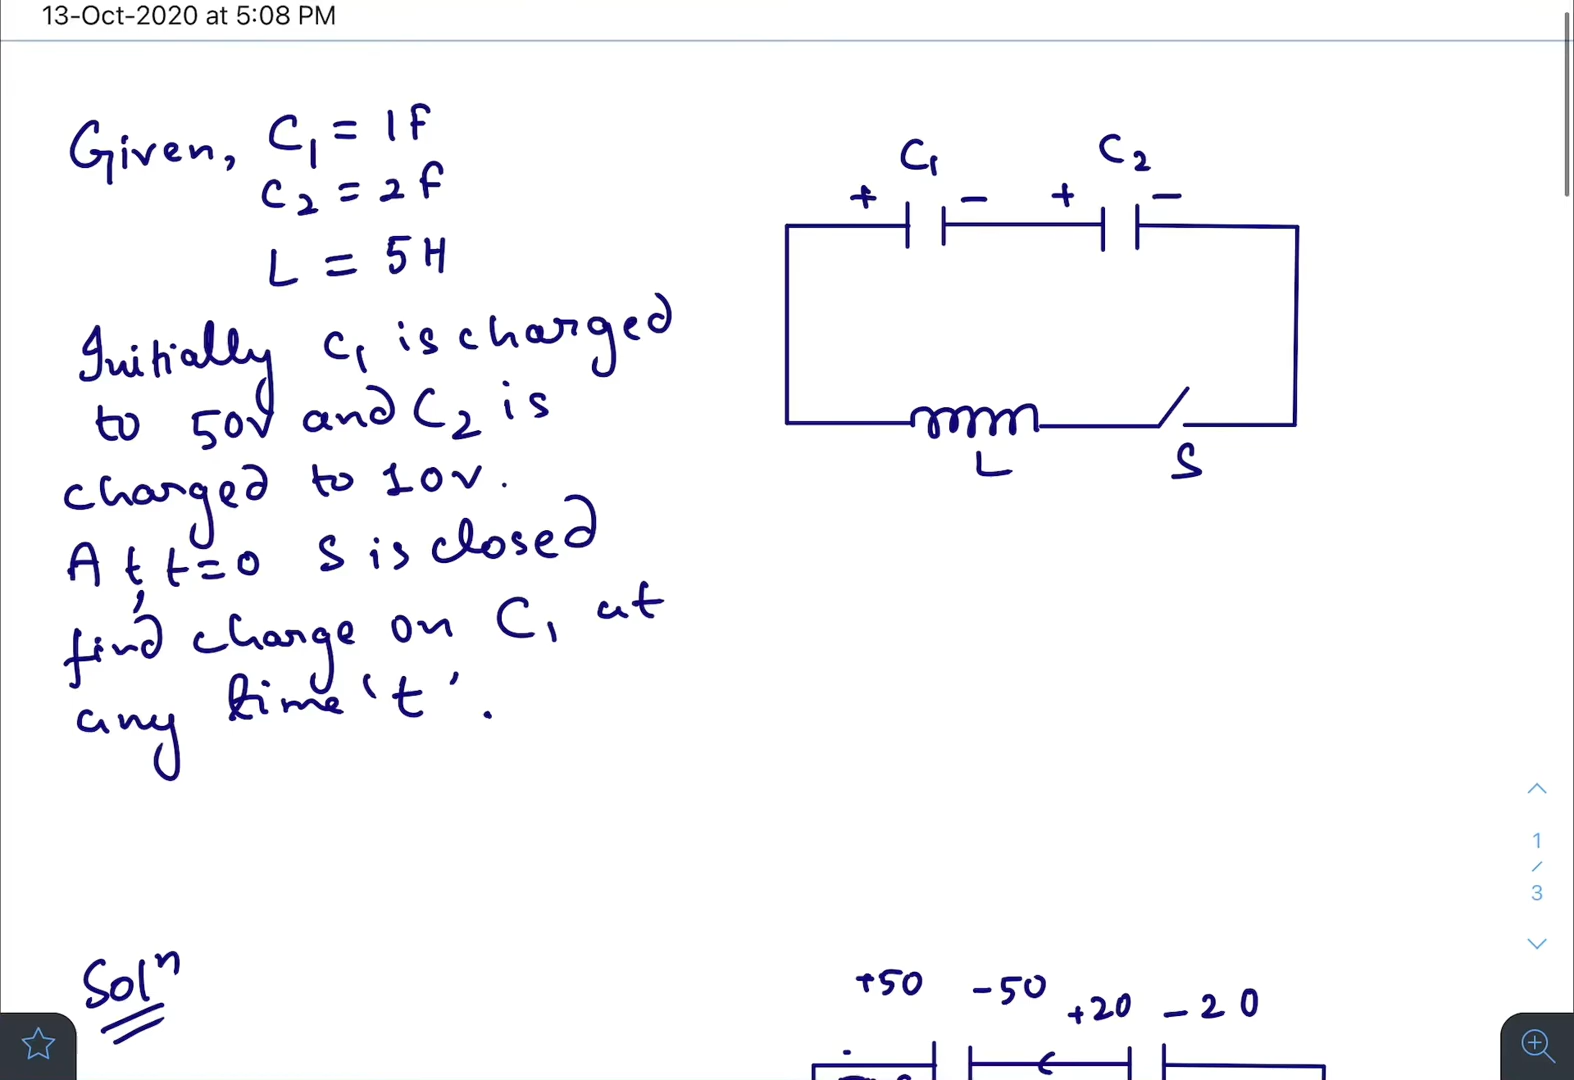 13-Oct-2020 at 5:08 PM
Given, C1 = 1F
C2 = 2F
L = 5H
Initially C1 is charged
to 50V and C2 is
charged to 10V.
At t=0, S is closed
find charge on C1 at
any time 't'.
C1 C2
+ - + -
L S
1
/
3
Solⁿ
+50 -50 +20 -20